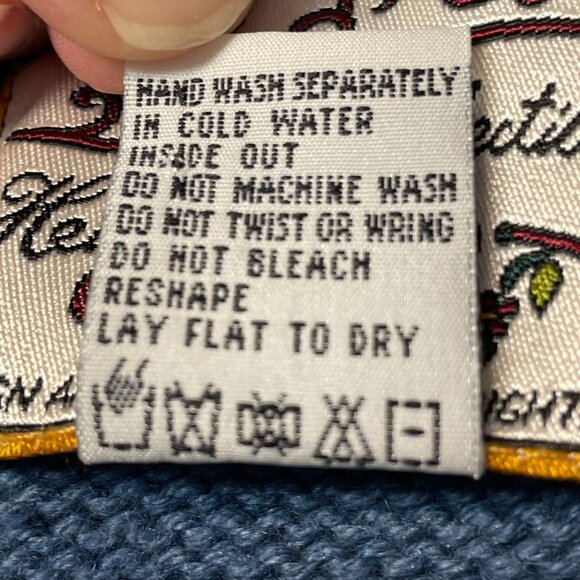 HAND WASH SEPARATELY
IN COLD WATER
INSIDE OUT
DO NOT MACHINE WASH
DO NOT TWIST OR WRING
DO NOT BLEACH
RESHAPE
LAY FLAT TO DRY